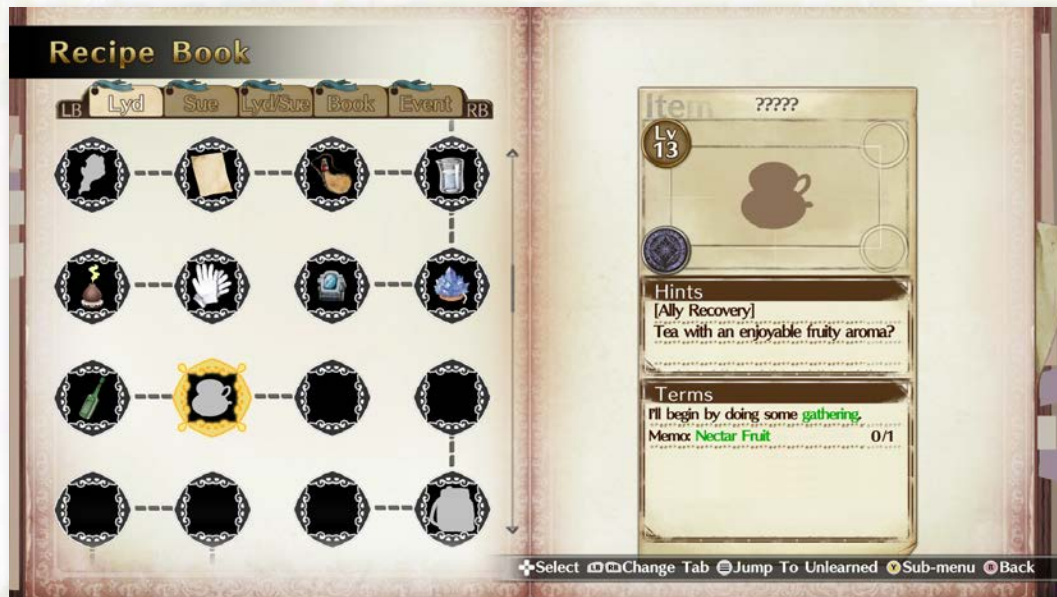 Recipe Book
LB Lyd Sue Lyd/Sue Book Event RB
Item ?????
Lv
13
Hints
[Ally Recovery]
Tea with an enjoyable fruity aroma?
Terms
I'll begin by doing some gathering.
Memo: Nectar Fruit 0/1
Select LB RB Change Tab Jump To Unlearned Y Sub-menu B Back